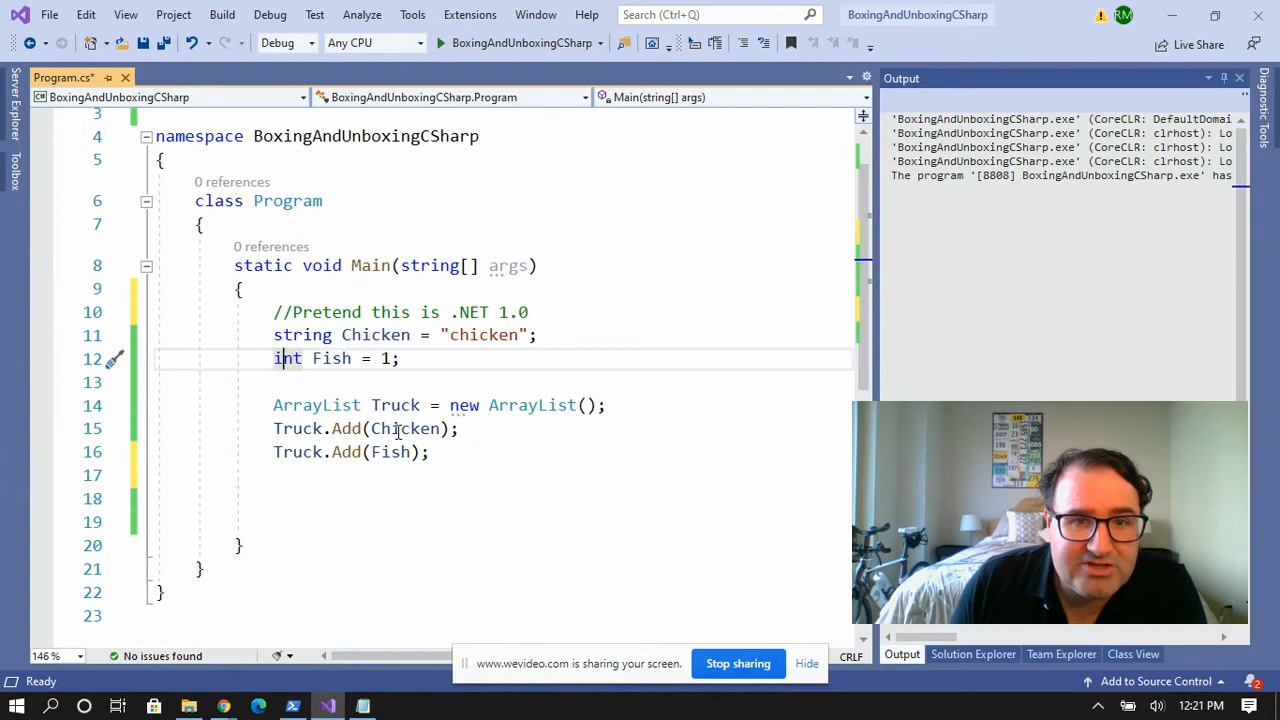 File Edit View Project Build Debug Test Analyze Tools Extensions Window Help Search (Ctrl+Q) BoxingAndUnboxingCSharp RM
Debug Any CPU BoxingAndUnboxingCSharp Live Share
Server Explorer
Toolbox
Program.cs*
BoxingAndUnboxingCSharp BoxingAndUnboxingCSharp.Program Main(string[] args)
3
4 namespace BoxingAndUnboxingCSharp
5 {
0 references
6 class Program
7 {
0 references
8 static void Main(string[] args)
9 {
10 //Pretend this is .NET 1.0
11 string Chicken = "chicken";
12 int Fish = 1;
13
14 ArrayList Truck = new ArrayList();
15 Truck.Add(Chicken);
16 Truck.Add(Fish);
17
18
19
20 }
21 }
22 }
23
146 % No issues found CRLF
Output
'BoxingAndUnboxingCSharp.exe' (CoreCLR: DefaultDomai
'BoxingAndUnboxingCSharp.exe' (CoreCLR: clrhost): Lo
'BoxingAndUnboxingCSharp.exe' (CoreCLR: clrhost): Lo
'BoxingAndUnboxingCSharp.exe' (CoreCLR: clrhost): Lo
The program '[8808] BoxingAndUnboxingCSharp.exe' has
Diagnostic Tools
Output Solution Explorer Team Explorer Class View
www.wevideo.com is sharing your screen. Stop sharing Hide
Ready Add to Source Control 2
12:21 PM